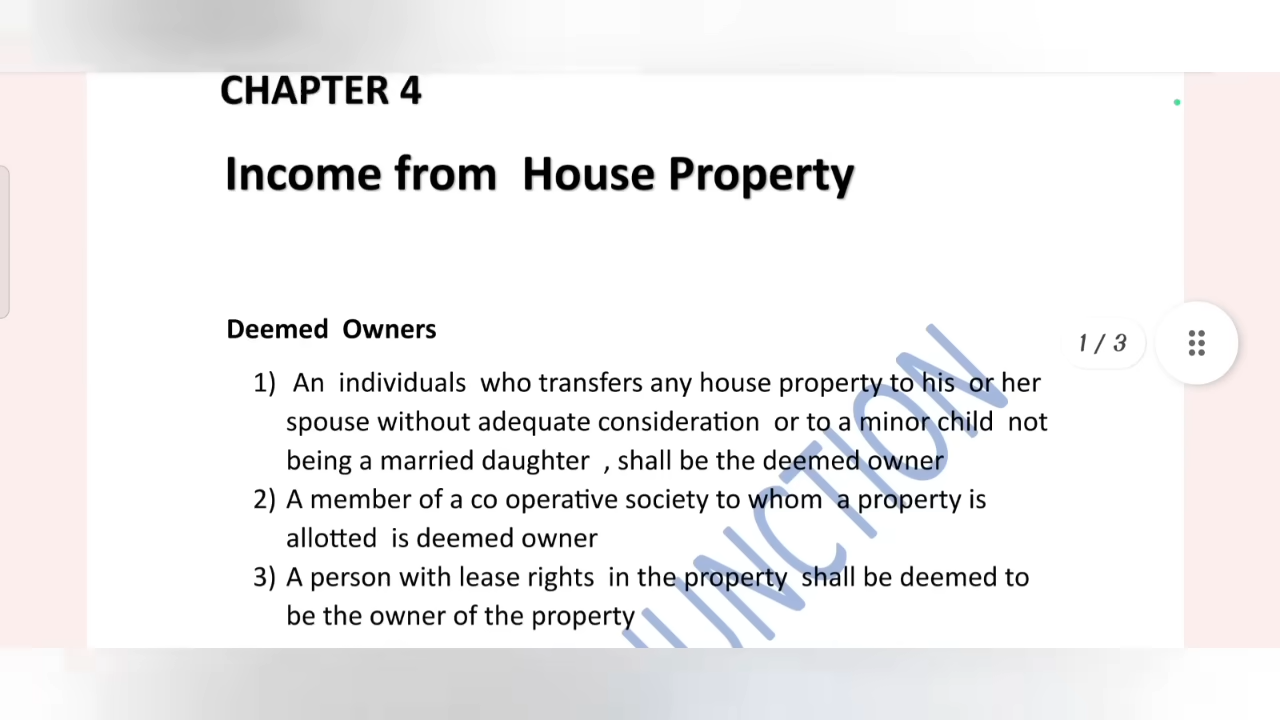 CHAPTER 4
Income from House Property
Deemed Owners
1) An individuals who transfers any house property to his or her
spouse without adequate consideration or to a minor child not
being a married daughter , shall be the deemed owner
2) A member of a co operative society to whom a property is
allotted is deemed owner
3) A person with lease rights in the property shall be deemed to
be the owner of the property
1 / 3